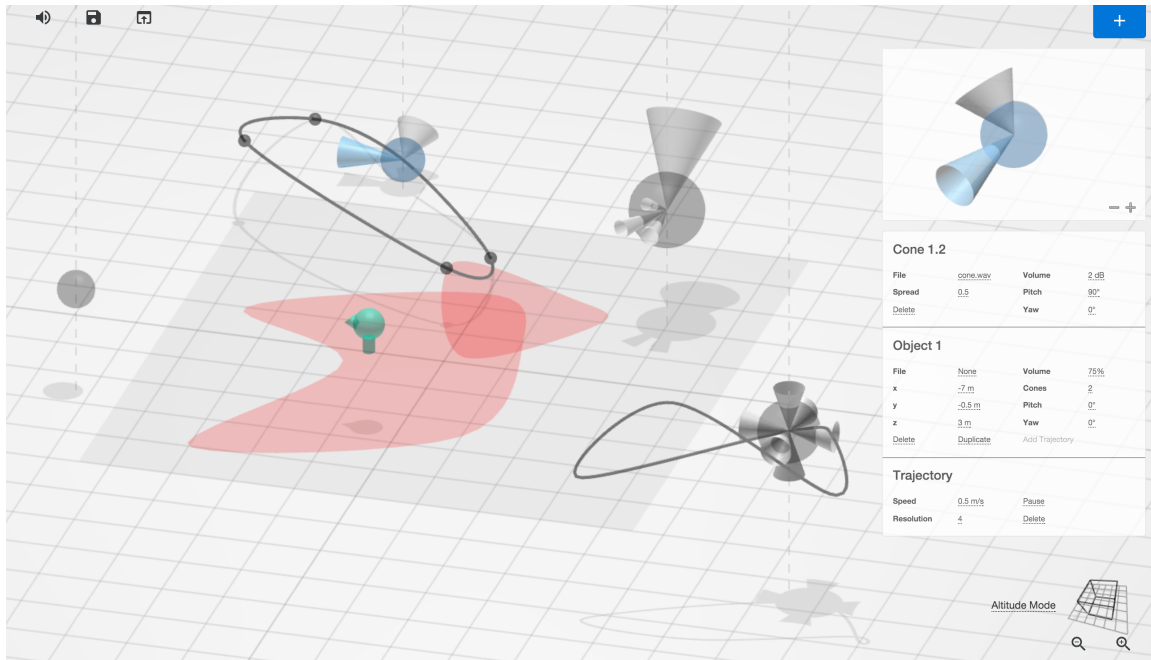 +
Cone 1.2
File cone.wav Volume 2 dB
Spread 0.5 Pitch 90°
Delete Yaw 0°
Object 1
File None Volume 75%
x -7 m Cones 2
y -0.5 m Pitch 0°
z 3 m Yaw 0°
Delete Duplicate Add Trajectory
Trajectory
Speed 0.5 m/s Pause
Resolution 4 Delete
Altitude Mode